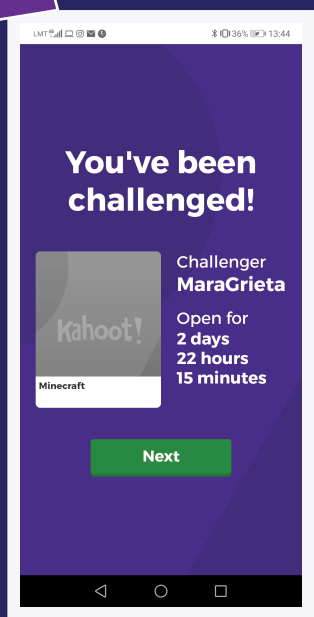 LMT 36% 13:44
You've been
challenged!
Kahoot!
Minecraft
Challenger
MaraGrieta
Open for
2 days
22 hours
15 minutes
Next